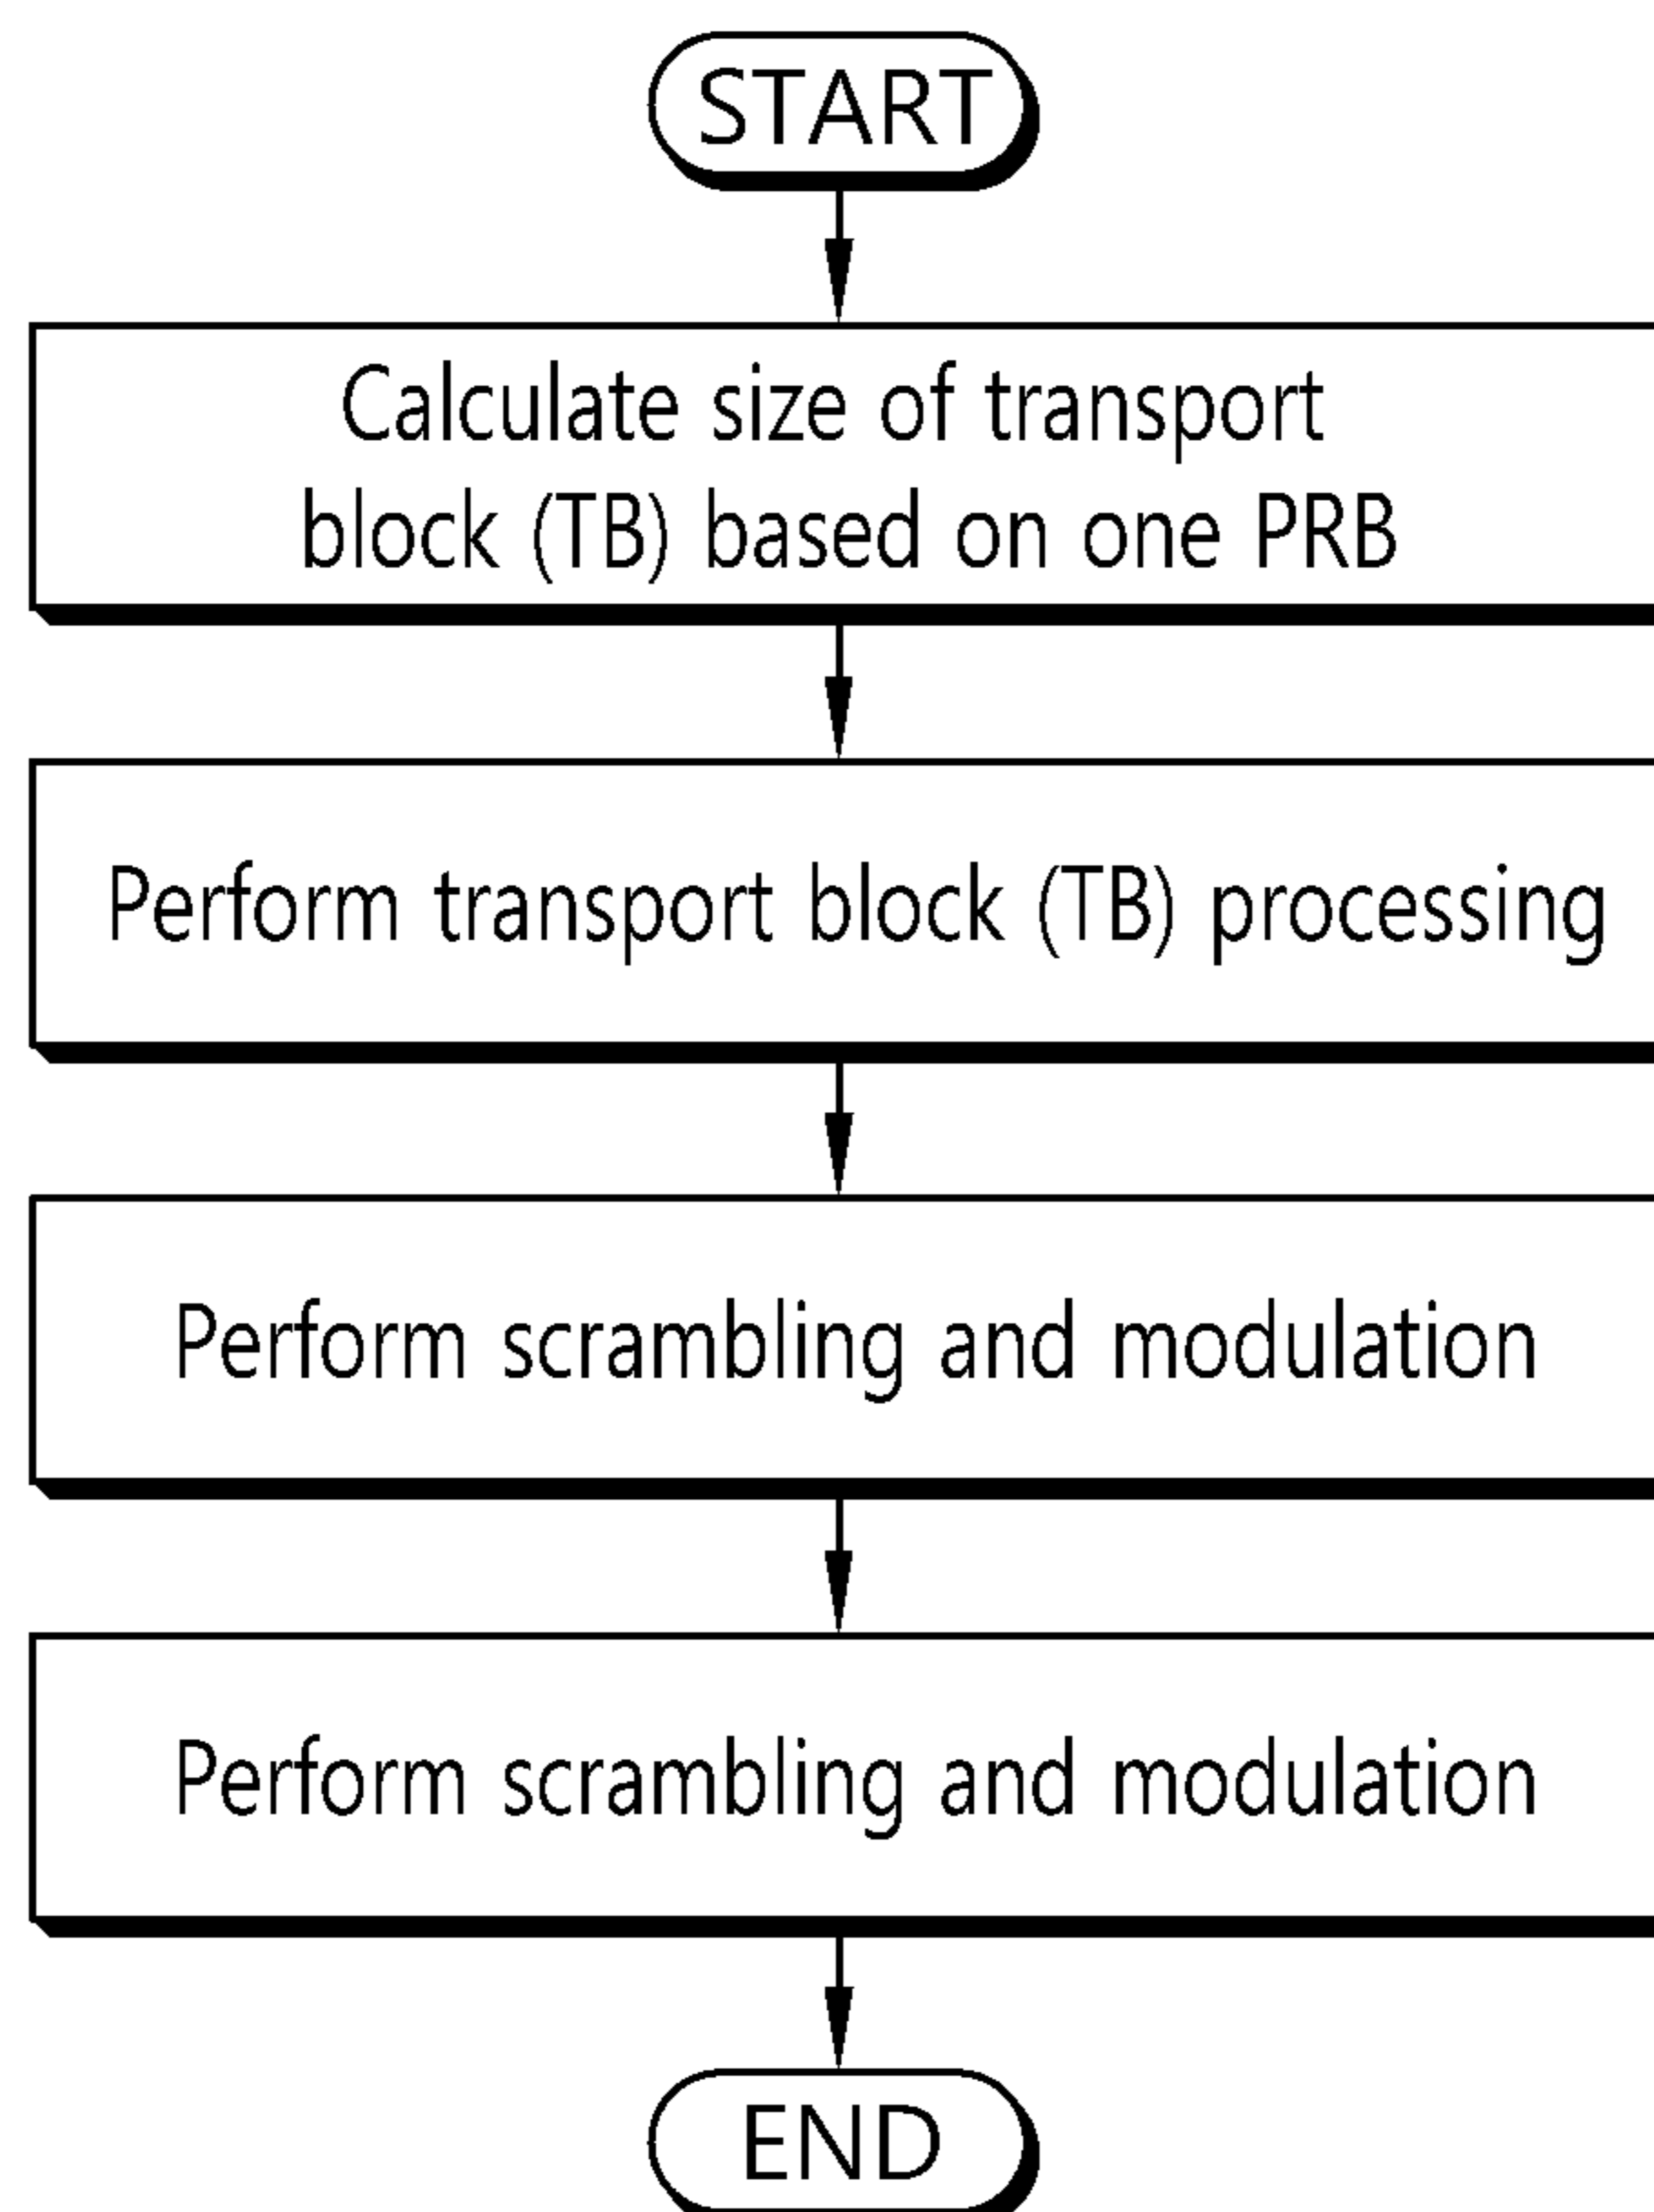 START
Calculate size of transport
block (TB) based on one PRB
Perform transport block (TB) processing
Perform scrambling and modulation
Perform scrambling and modulation
END